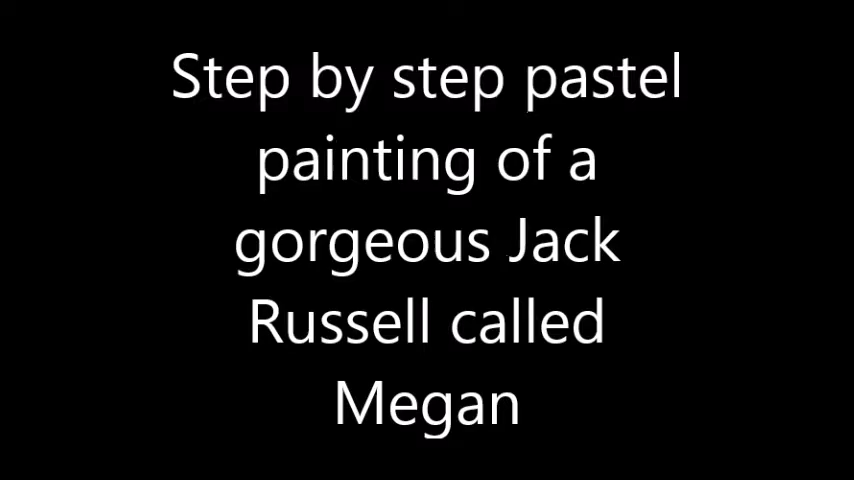 Step by step pastel
painting of a
gorgeous Jack
Russell called
Megan